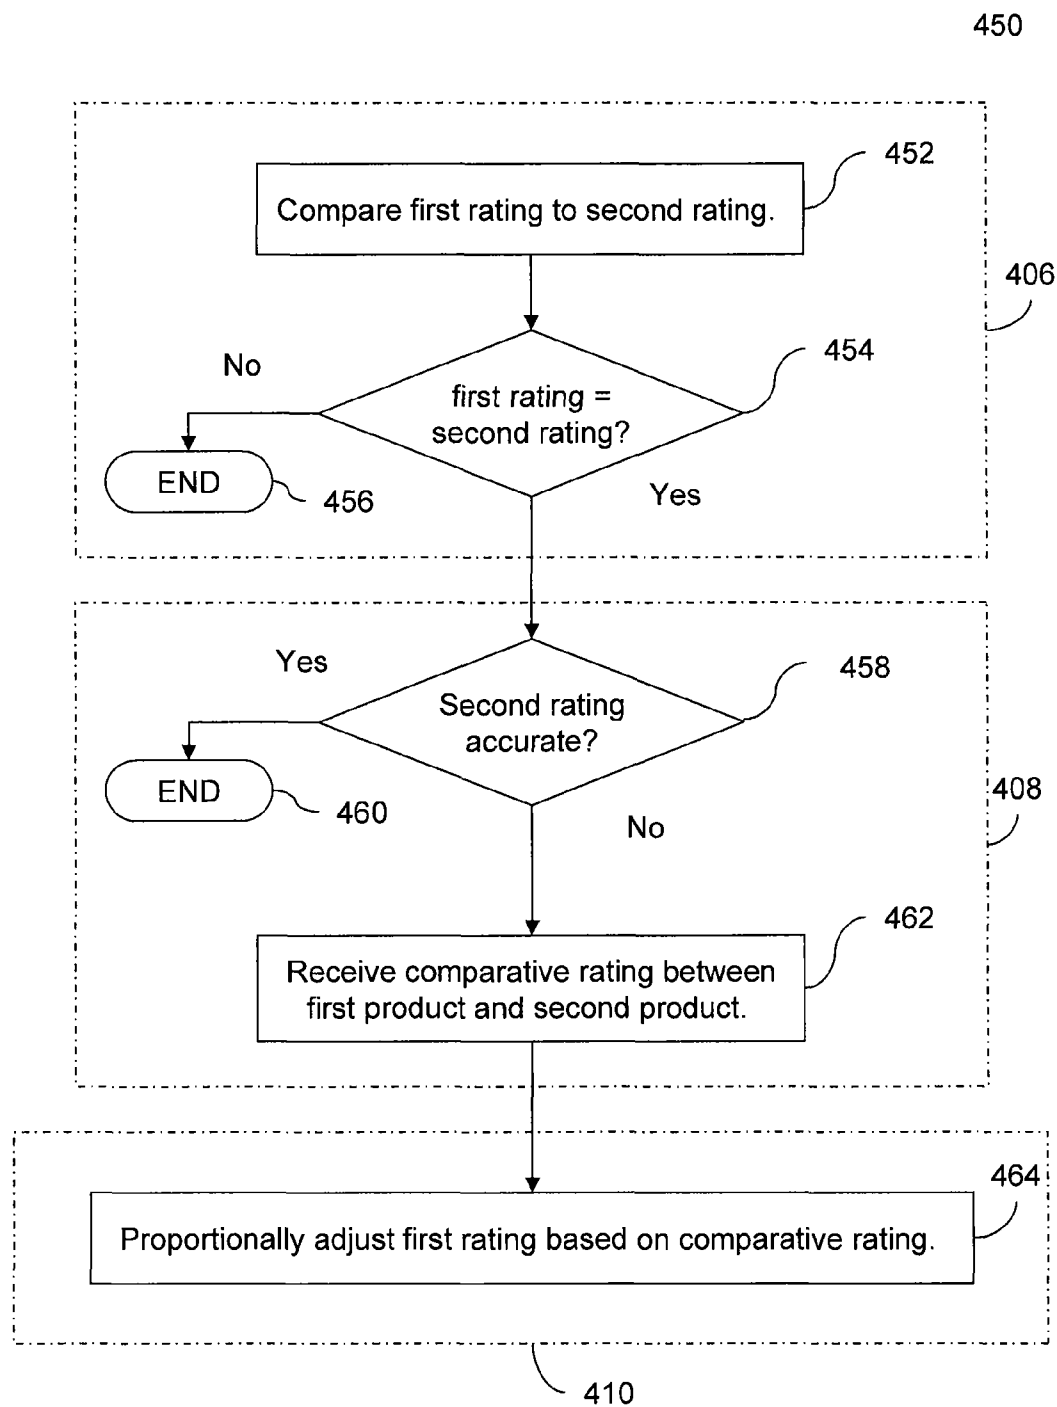 450
Compare first rating to second rating.
452
406
first rating =
second rating?
454
No
END
456
Yes
Second rating
accurate?
458
Yes
END
460
No
408
Receive comparative rating between
first product and second product.
462
Proportionally adjust first rating based on comparative rating.
464
410